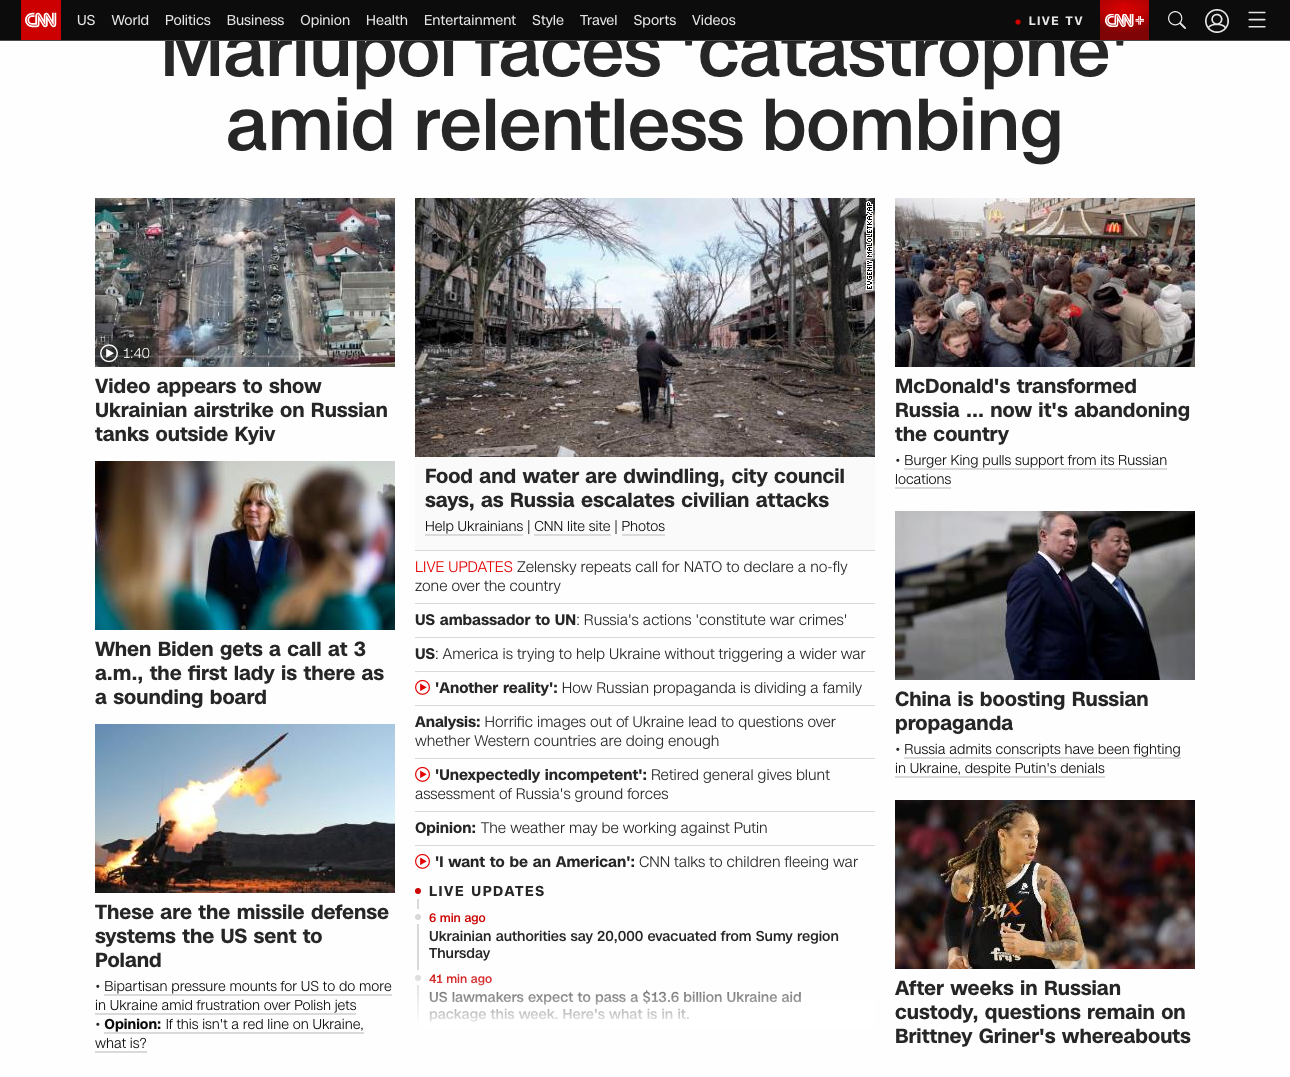 CNN US World Politics Business Opinion Health Entertainment Style Travel Sports Videos LIVE TV CNN+
Mariupol faces 'catastrophe'
amid relentless bombing
1:40
Video appears to show
Ukrainian airstrike on Russian
tanks outside Kyiv
When Biden gets a call at 3
a.m., the first lady is there as
a sounding board
These are the missile defense
systems the US sent to
Poland
• Bipartisan pressure mounts for US to do more
in Ukraine amid frustration over Polish jets
• Opinion: If this isn't a red line on Ukraine,
what is?
EVGENIY MALOLETKA/AP
Food and water are dwindling, city council
says, as Russia escalates civilian attacks
Help Ukrainians | CNN lite site | Photos
LIVE UPDATES Zelensky repeats call for NATO to declare a no-fly
zone over the country
US ambassador to UN: Russia's actions 'constitute war crimes'
US: America is trying to help Ukraine without triggering a wider war
'Another reality': How Russian propaganda is dividing a family
Analysis: Horrific images out of Ukraine lead to questions over
whether Western countries are doing enough
'Unexpectedly incompetent': Retired general gives blunt
assessment of Russia's ground forces
Opinion: The weather may be working against Putin
'I want to be an American': CNN talks to children fleeing war
LIVE UPDATES
6 min ago
Ukrainian authorities say 20,000 evacuated from Sumy region
Thursday
41 min ago
US lawmakers expect to pass a $13.6 billion Ukraine aid
package this week. Here's what is in it.
McDonald's transformed
Russia ... now it's abandoning
the country
• Burger King pulls support from its Russian
locations
China is boosting Russian
propaganda
• Russia admits conscripts have been fighting
in Ukraine, despite Putin's denials
fry's
After weeks in Russian
custody, questions remain on
Brittney Griner's whereabouts